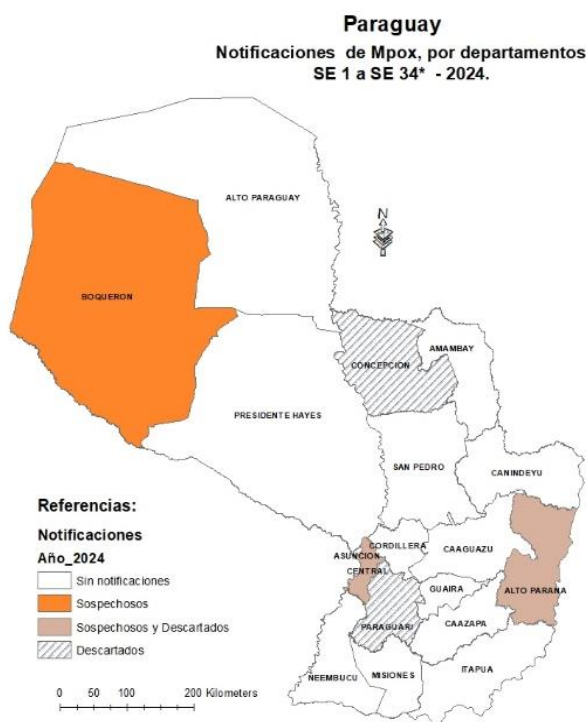 Paraguay
Notificaciones de Mpox, por departamentos
SE 1 a SE 34* - 2024.
N
ALTO PARAGUAY
BOQUERON
CONCEPCION
AMAMBAY
PRESIDENTE HAYES
SAN PEDRO
CANINDEYU
CORDILLERA
ASUNCION
CENTRAL
CAAGUAZU
GUAIRA
ALTO PARANA
PARAGUARI
CAAZAPA
NEEMBUCU
MISIONES
ITAPUA
Referencias:
Notificaciones
Año_2024
Sin notificaciones
Sospechosos
Sospechosos y Descartados
Descartados
0 50 100 200 Kilometers